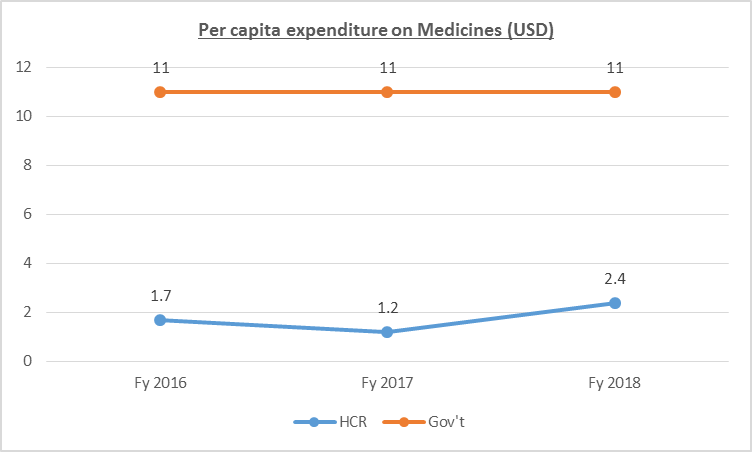 Per capita expenditure on Medicines (USD)
12
11 11 11
10
8
6
4
2.4
1.7
1.2
2
0
Fy 2016 Fy 2017 Fy 2018
HCR Gov't